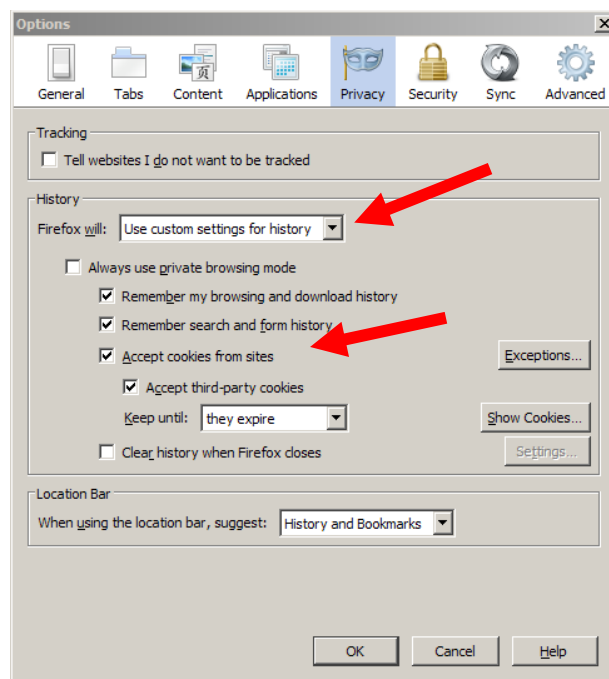 Options
General Tabs Content Applications Privacy Security Sync Advanced
Tracking
Tell websites I do not want to be tracked
History
Firefox will: Use custom settings for history
Always use private browsing mode
Remember my browsing and download history
Remember search and form history
Accept cookies from sites Exceptions...
Accept third-party cookies
Keep until: they expire Show Cookies...
Clear history when Firefox closes Settings...
Location Bar
When using the location bar, suggest: History and Bookmarks
OK Cancel Help